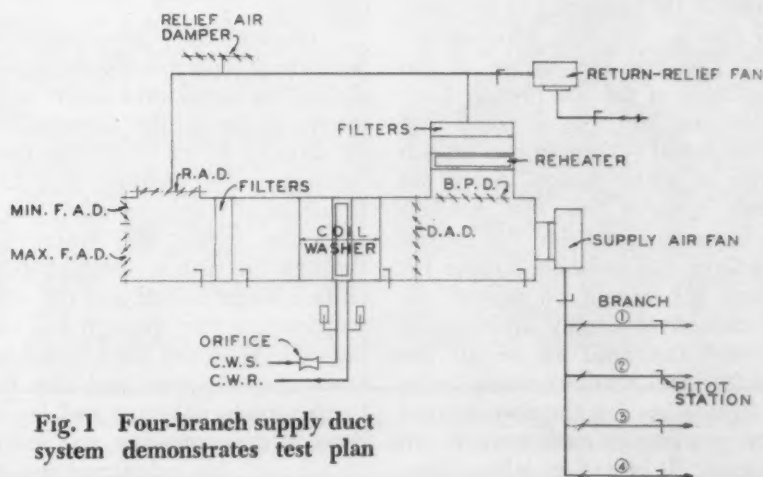 RELIEF AIR
DAMPER
RETURN-RELIEF FAN
FILTERS
REHEATER
R.A.D.
FILTERS
B.P.D.
MIN. F.A.D.
MAX. F.A.D.
COIL
WASHER
D.A.D.
SUPPLY AIR FAN
BRANCH
ORIFICE
C.W.S.
C.W.R.
①
②
PITOT
STATION
③
④
Fig. 1 Four-branch supply duct
system demonstrates test plan